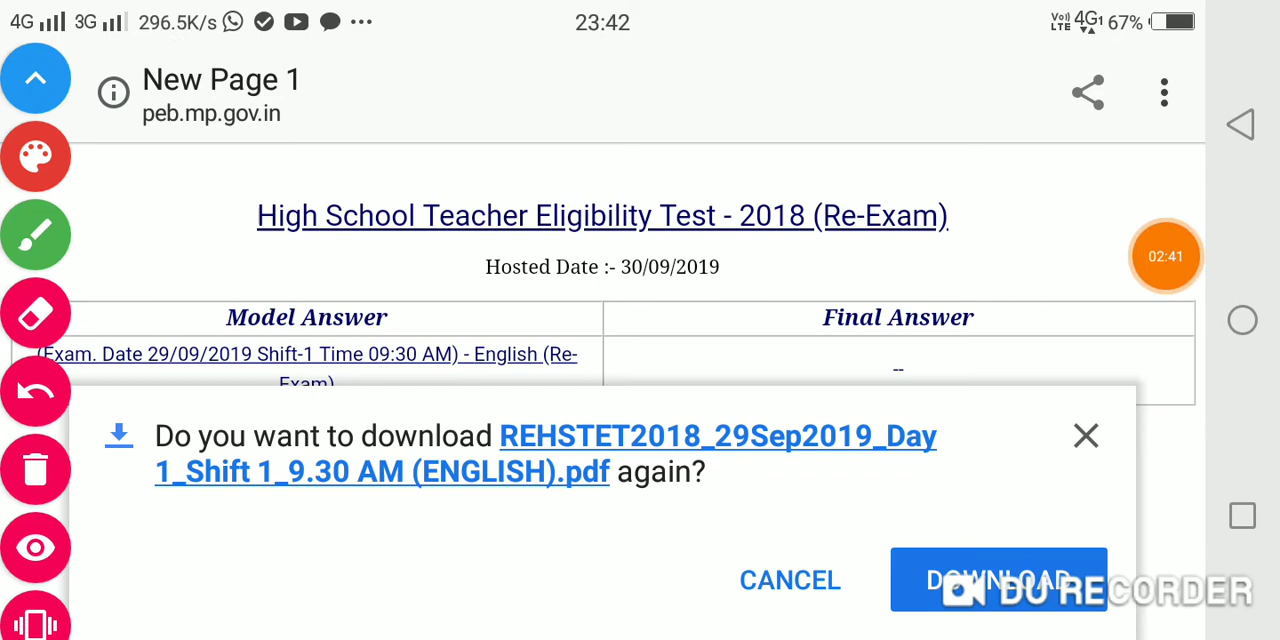 4G 3G 296.5K/s 23:42 VoLTE 4G1 67%
New Page 1
peb.mp.gov.in
High School Teacher Eligibility Test - 2018 (Re-Exam)
Hosted Date :- 30/09/2019
02:41
Model Answer Final Answer
(Exam. Date 29/09/2019 Shift-1 Time 09:30 AM) - English (Re-
Exam) --
Do you want to download REHSTET2018_29Sep2019_Day
1_Shift 1_9.30 AM (ENGLISH).pdf again?
CANCEL DOWNLOAD
DU RECORDER